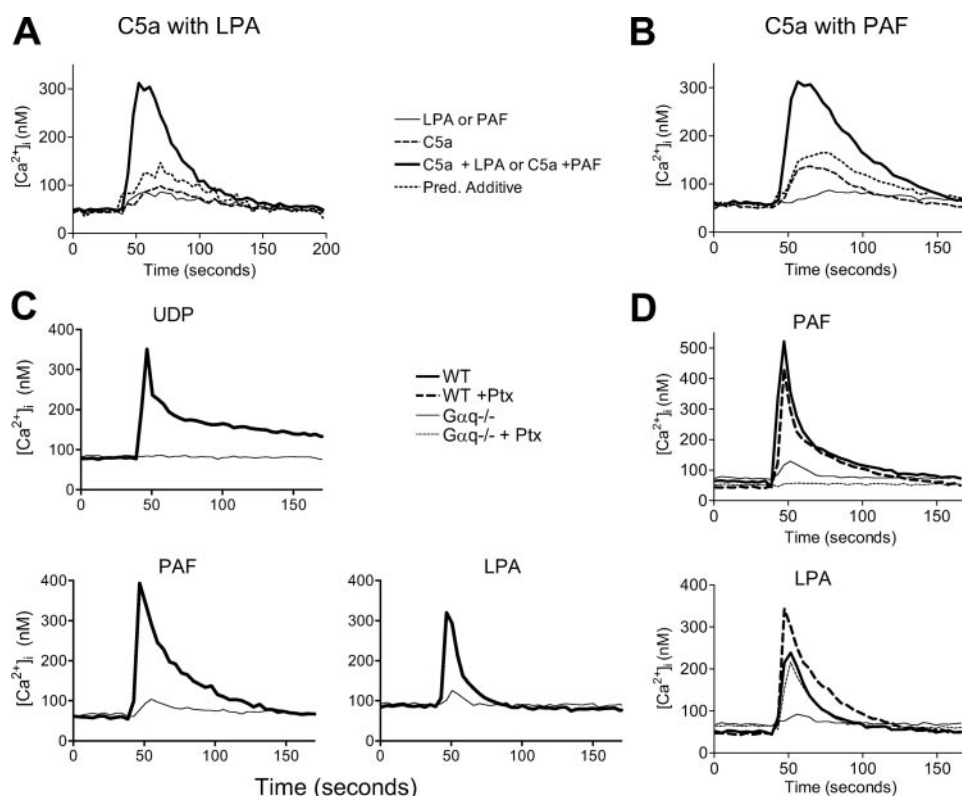 A
C5a with LPA
[Ca²⁺]i (nM)
300
200
100
0
0 50 100 150 200
Time (seconds)
LPA or PAF
C5a
C5a + LPA or C5a +PAF
Pred. Additive
B
C5a with PAF
[Ca²⁺]i (nM)
300
200
100
0
0 50 100 150
Time (seconds)
C
UDP
[Ca²⁺]i (nM)
400
300
200
100
0
0 50 100 150
WT
WT +Ptx
Gαq-/-
Gαq-/- + Ptx
D
PAF
[Ca²⁺]i (nM)
500
400
300
200
100
0
0 50 100 150
Time (seconds)
PAF
[Ca²⁺]i (nM)
400
300
200
100
0
0 50 100 150
LPA
400
300
200
100
0
0 50 100 150
Time (seconds)
LPA
[Ca²⁺]i (nM)
400
300
200
100
0
0 50 100 150
Time (seconds)